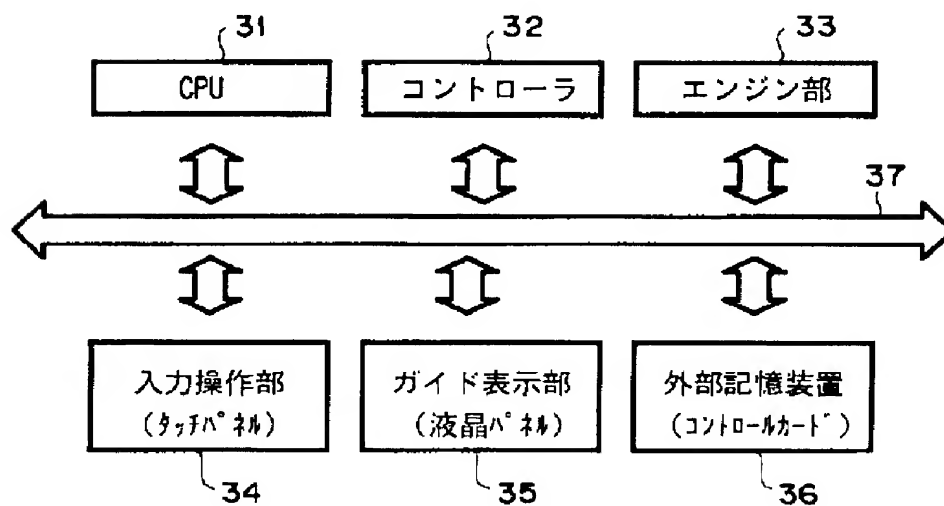 31
32
33
CPU
コントローラ
エンジン部
37
入力操作部
(ﾀｯﾁﾊﾟﾈﾙ)
ガイド表示部
(液晶ﾊﾟﾈﾙ)
外部記憶装置
(ｺﾝﾄﾛｰﾙｶｰﾄﾞ)
34
35
36